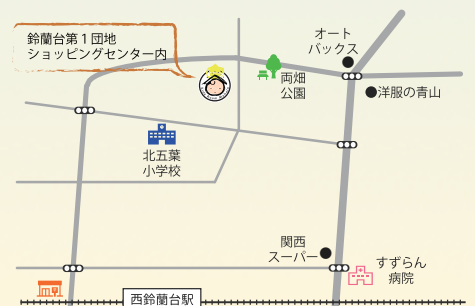 鈴蘭台第１団地
ショッピングセンター内
オート
バックス
両畑
公園
洋服の青山
北五葉
小学校
関西
スーパー
すずらん
病院
西鈴蘭台駅